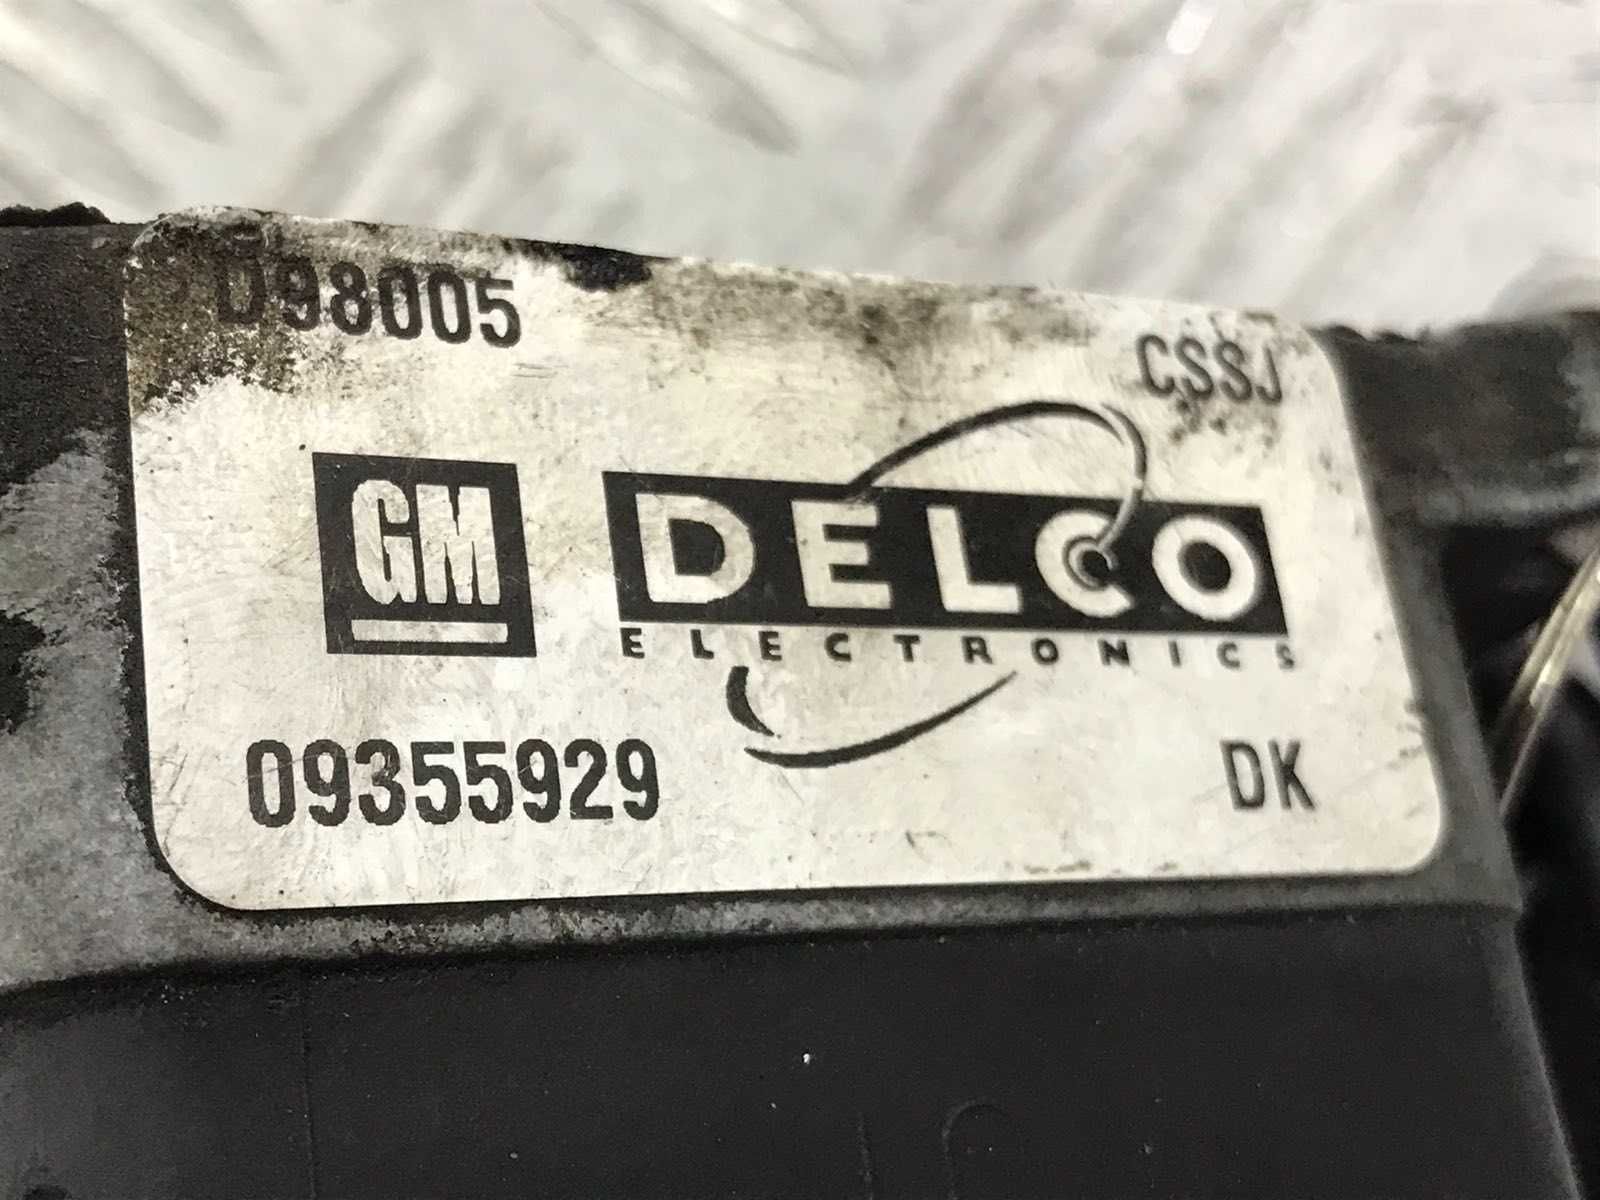 D98005
CSSJ
GM
DELCO
ELECTRONICS
09355929
DK